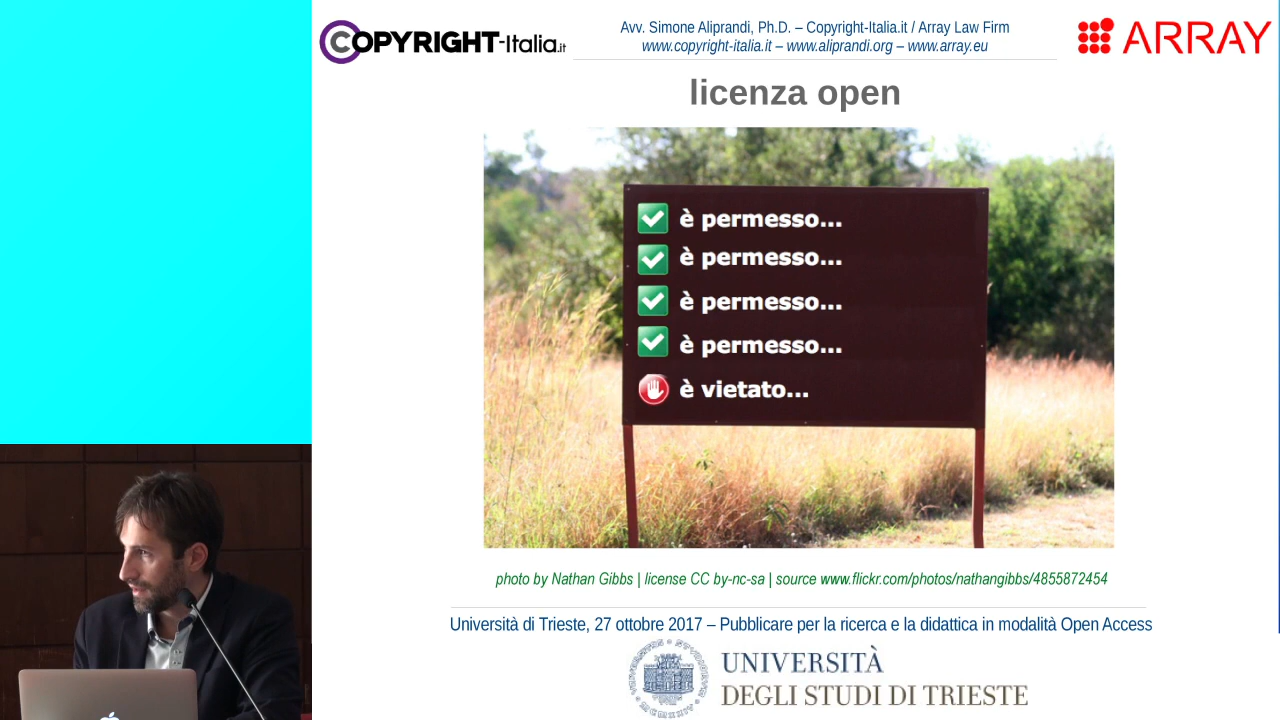 COPYRIGHT-Italia.it
Avv. Simone Aliprandi, Ph.D. – Copyright-Italia.it / Array Law Firm
www.copyright-italia.it – www.aliprandi.org – www.array.eu
ARRAY
licenza open
è permesso...
è permesso...
è permesso...
è permesso...
è vietato...
photo by Nathan Gibbs | license CC by-nc-sa | source www.flickr.com/photos/nathangibbs/4855872454
Università di Trieste, 27 ottobre 2017 – Pubblicare per la ricerca e la didattica in modalità Open Access
UNIVERSITÀ
DEGLI STUDI DI TRIESTE